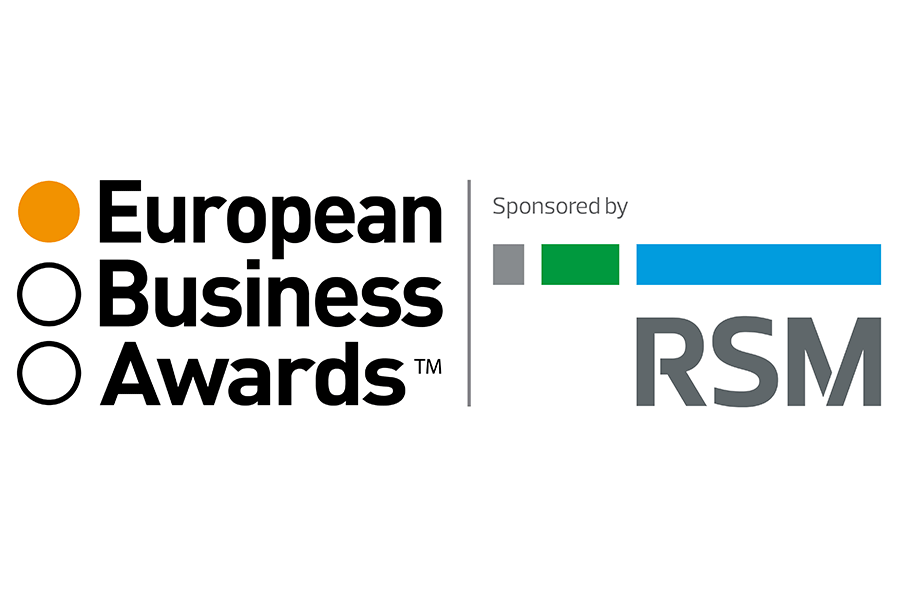 European
Business
Awards™
Sponsored by
RSM